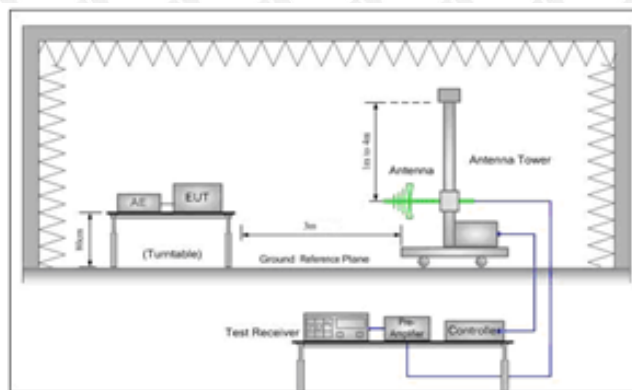 1m to 4m
Antenna
Antenna Tower
AE
EUT
80cm
(Turntable)
3m
Ground Reference Plane
Test Receiver
Pre-
Amplifier
Controller